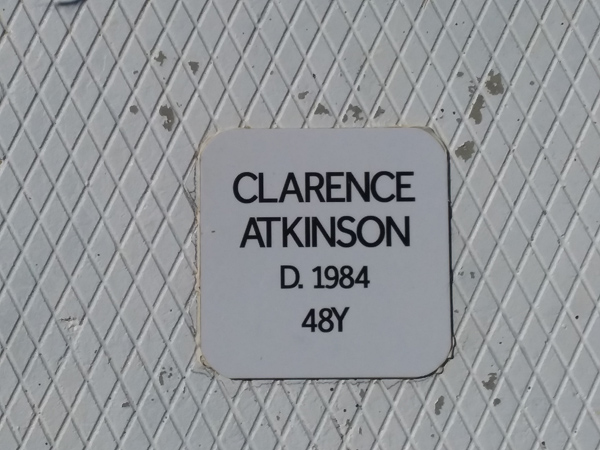 CLARENCE
ATKINSON
D. 1984
48Y